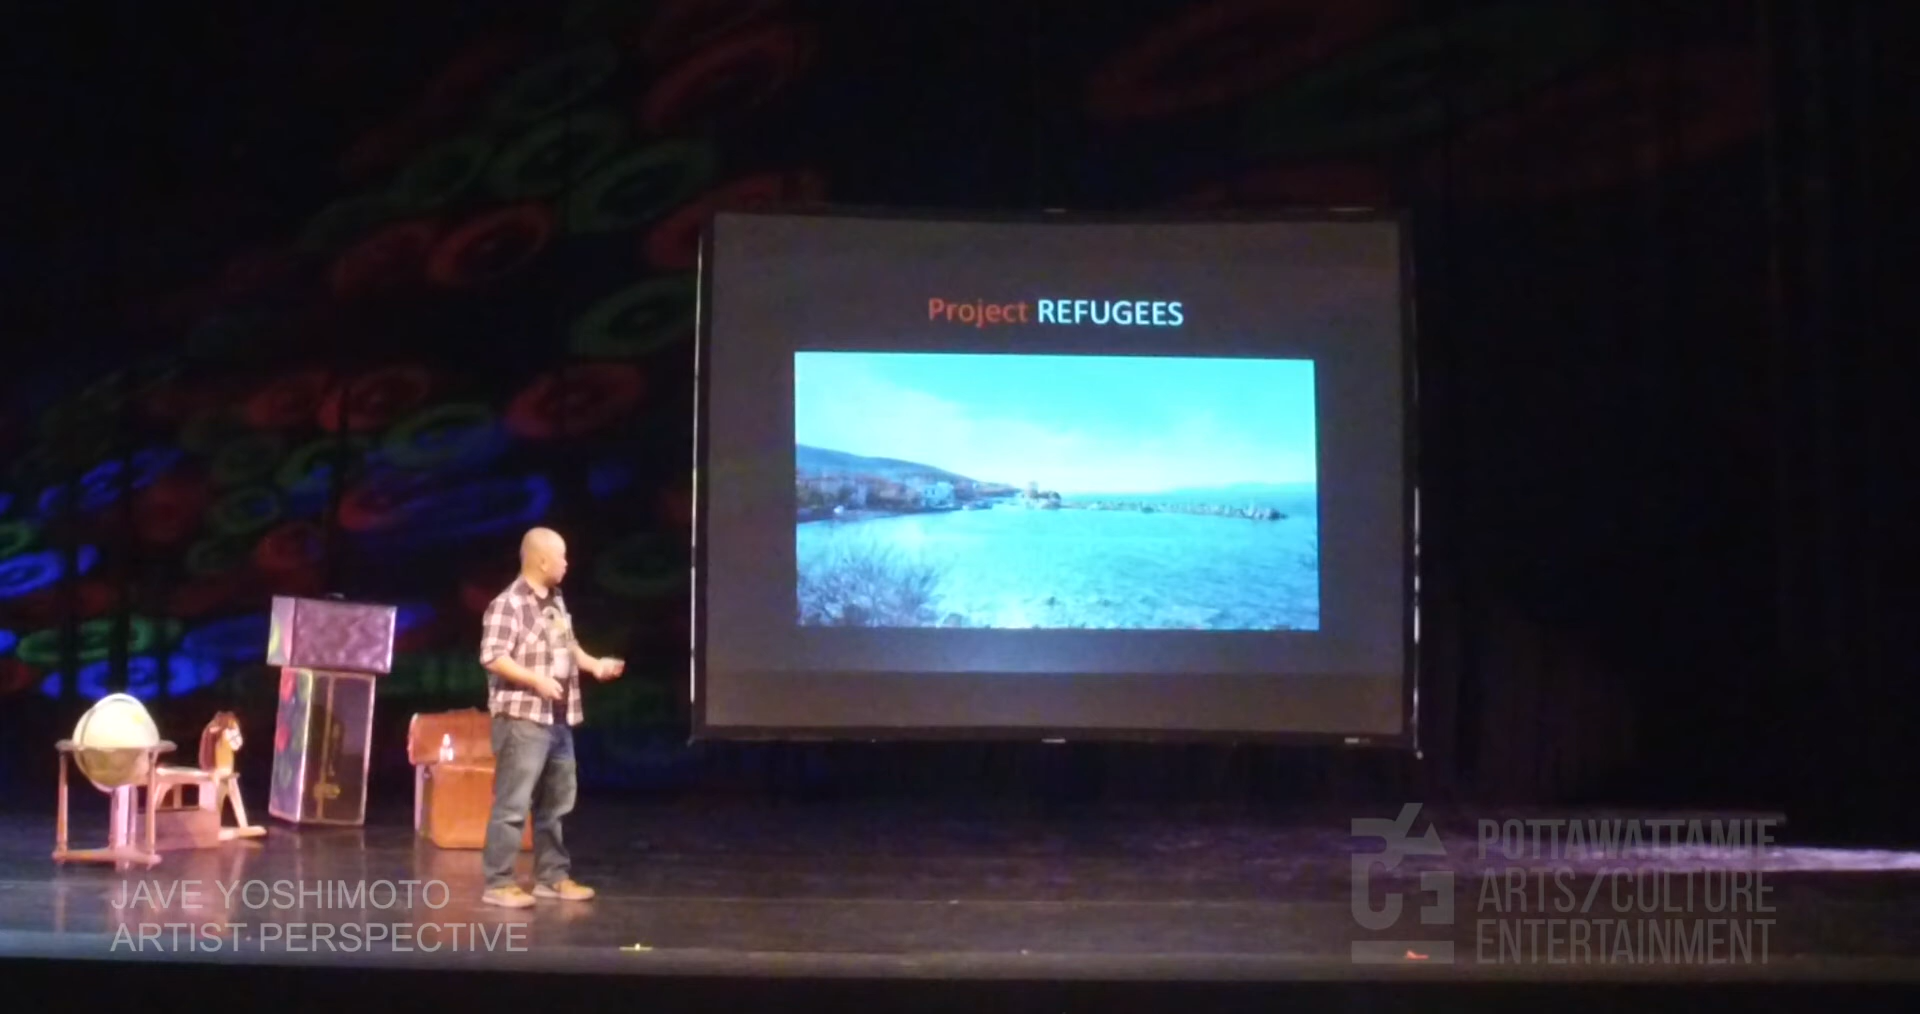 Project REFUGEES
JAVE YOSHIMOTO
ARTIST PERSPECTIVE
POTTAWATTAMIE
ARTS/CULTURE
ENTERTAINMENT